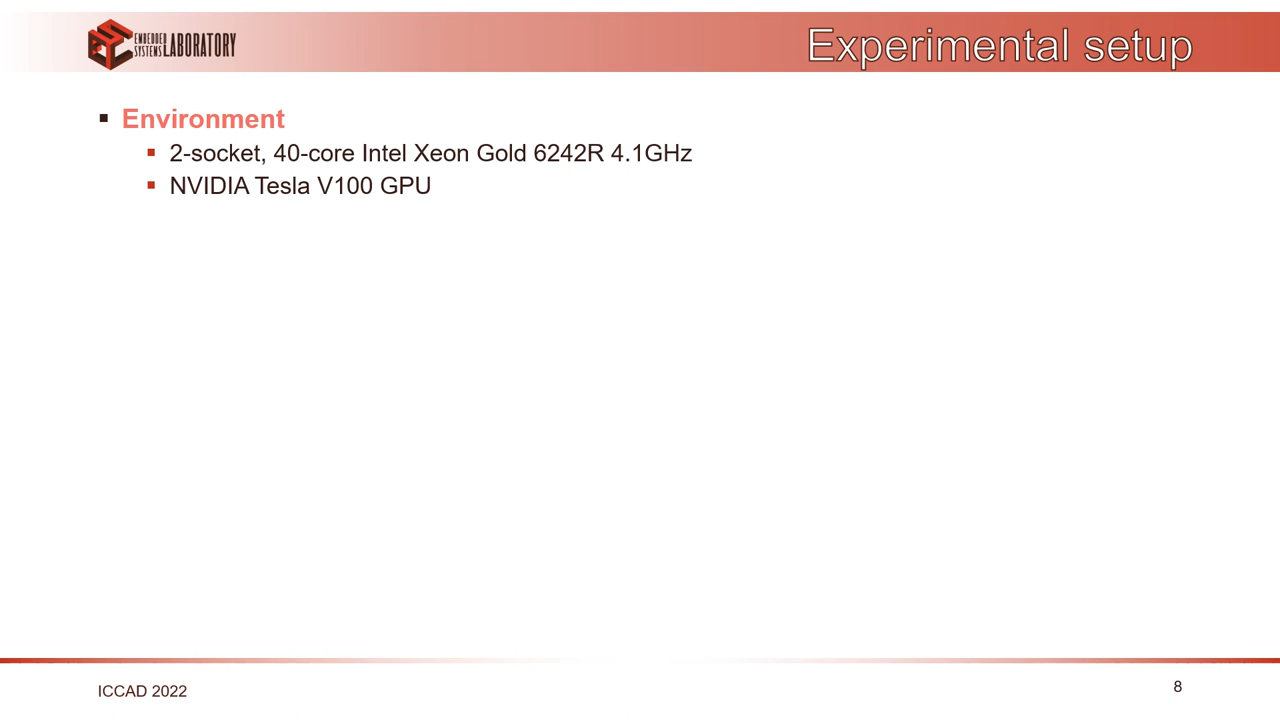 EMBEDDED
SYSTEMS LABORATORY
Experimental setup
Environment
2-socket, 40-core Intel Xeon Gold 6242R 4.1GHz
NVIDIA Tesla V100 GPU
ICCAD 2022
8